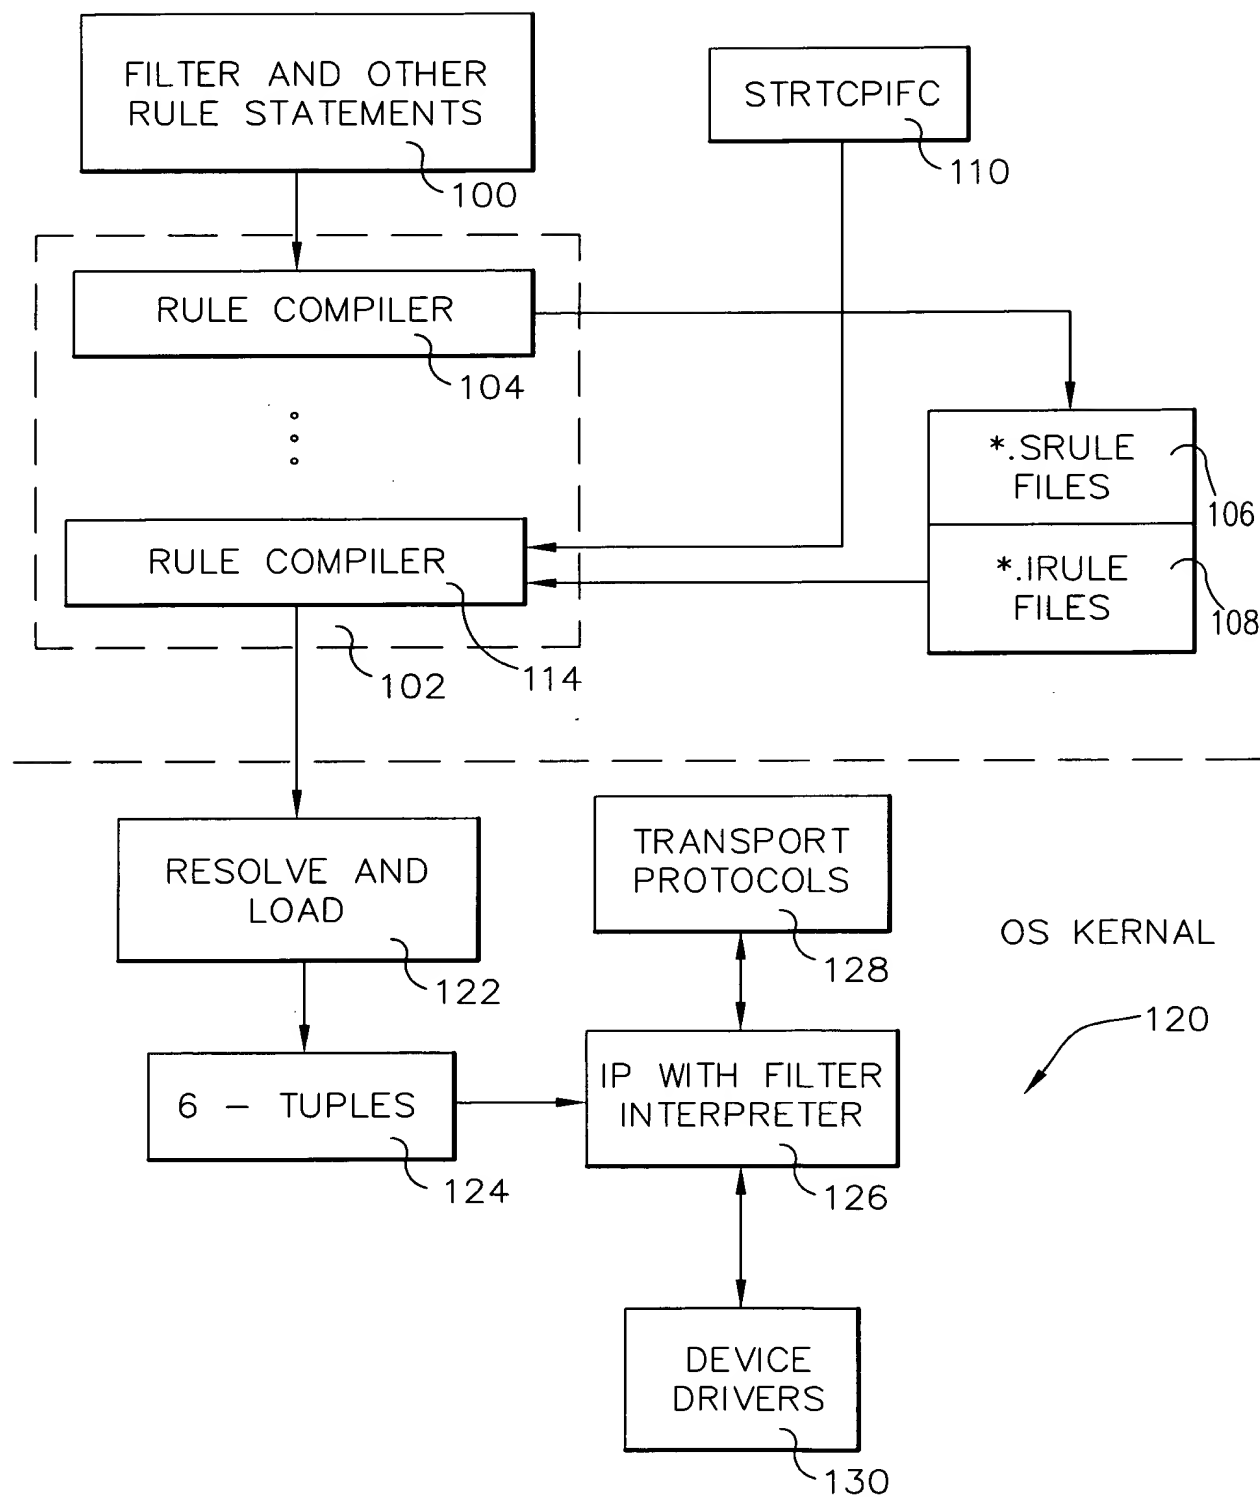 FILTER AND OTHER
RULE STATEMENTS
100
STRTCPIFC
110
RULE COMPILER
104
*.SRULE
FILES
106
RULE COMPILER
114
*.IRULE
FILES
108
102
RESOLVE AND
LOAD
122
TRANSPORT
PROTOCOLS
128
OS KERNAL
120
6 – TUPLES
124
IP WITH FILTER
INTERPRETER
126
DEVICE
DRIVERS
130